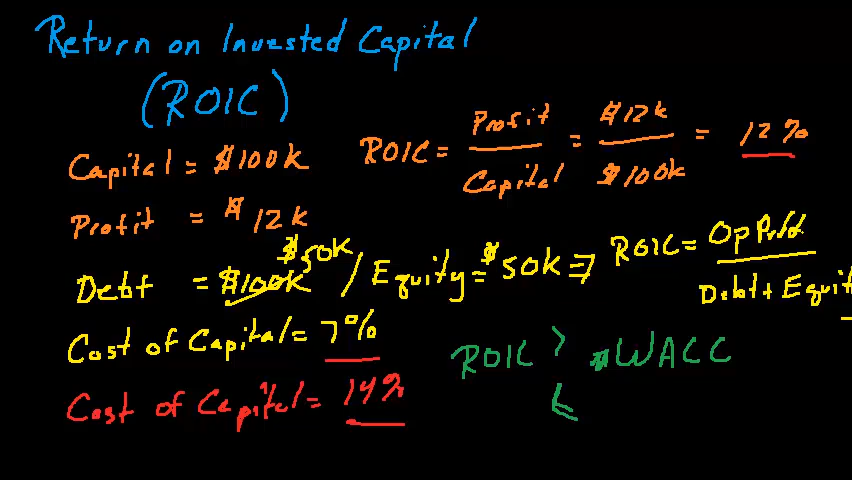 Return on Invested Capital
(ROIC)
ROIC = Profit / Capital = $12k / $100k = 12%
Capital = $100k
Profit = $12k
Debt = $100k $50k / Equity = $50k ⇒ ROIC = Op Profit / Debt + Equit
Cost of Capital = 7%
ROIC > WACC
<
Cost of Capital = 14%